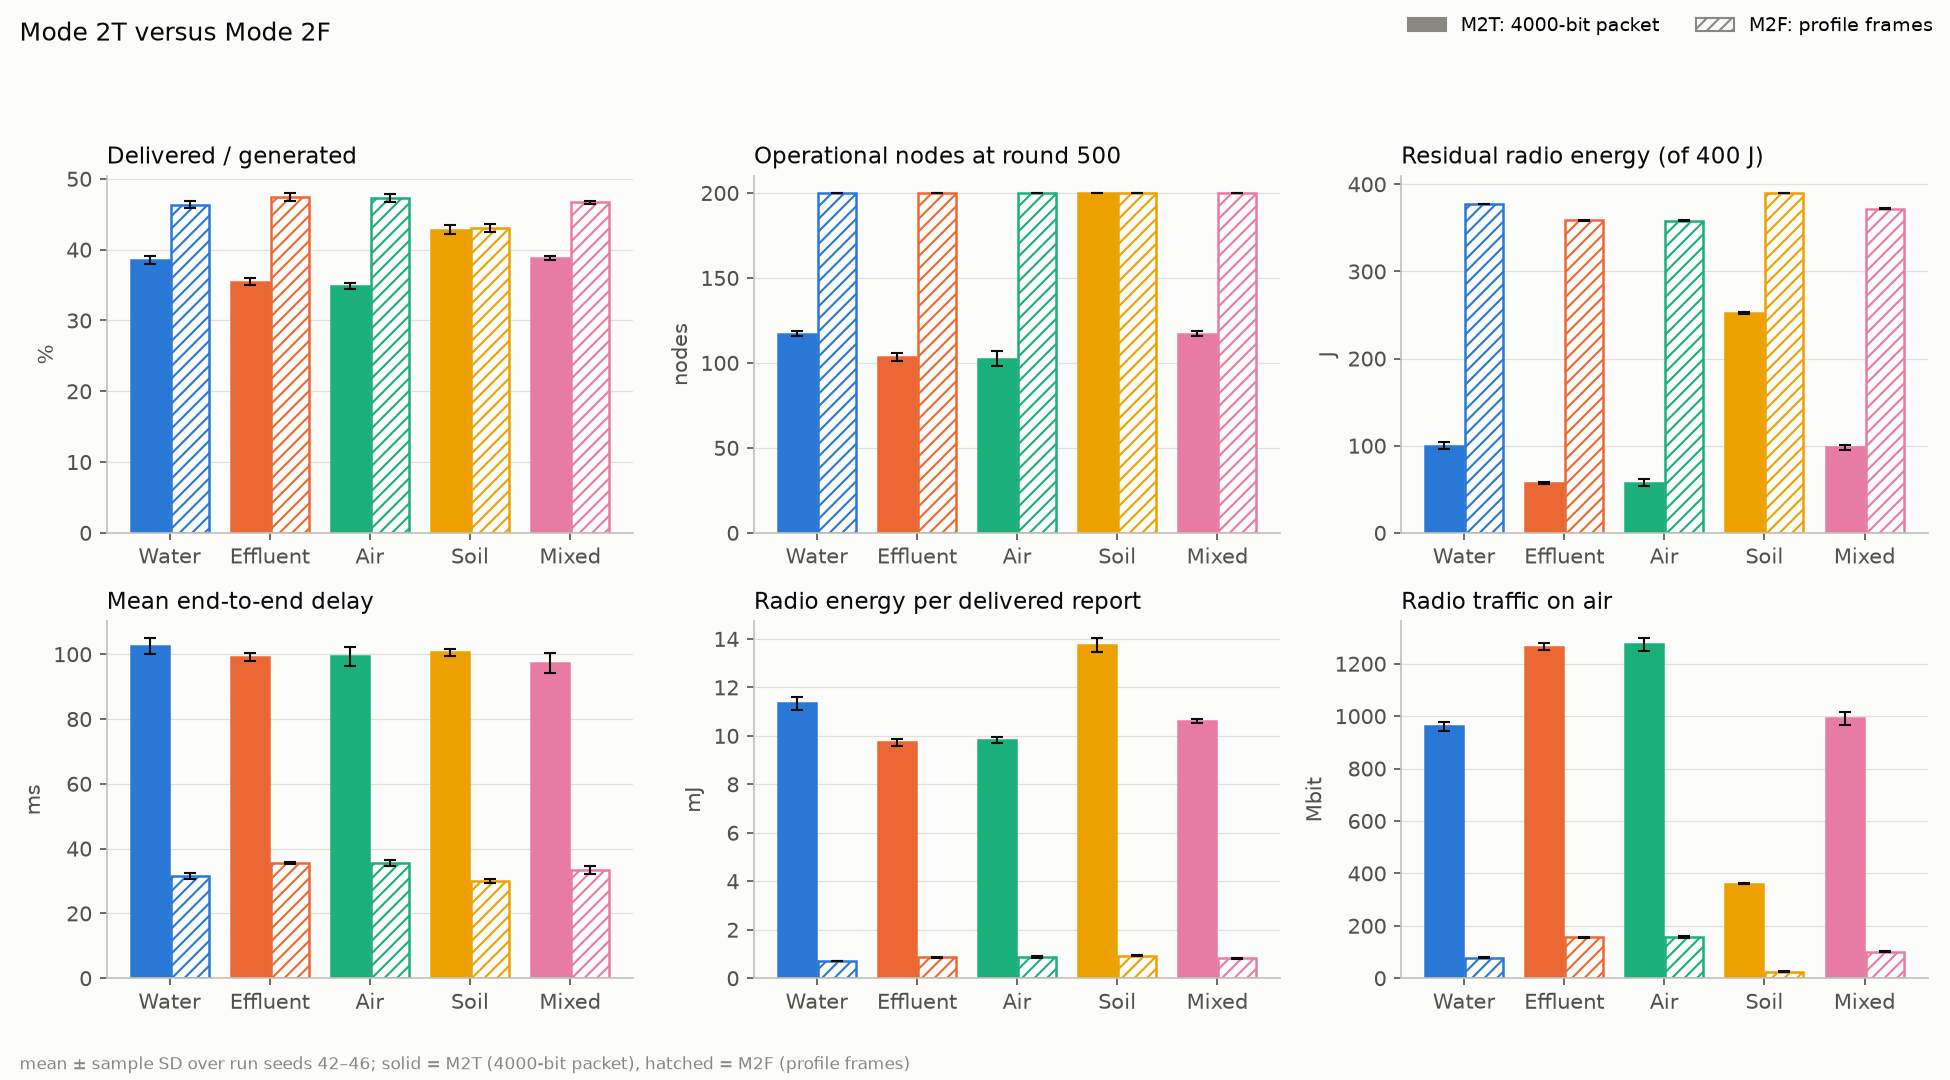 Mode 2T versus Mode 2F
M2T: 4000-bit packet
M2F: profile frames
Delivered / generated
50
40
30
20
10
0
%
Water Effluent Air Soil Mixed
Operational nodes at round 500
200
150
100
50
0
nodes
Water Effluent Air Soil Mixed
Residual radio energy (of 400 J)
400
300
200
100
0
J
Water Effluent Air Soil Mixed
Mean end-to-end delay
100
80
60
40
20
0
ms
Water Effluent Air Soil Mixed
Radio energy per delivered report
14
12
10
8
6
4
2
0
mJ
Water Effluent Air Soil Mixed
Radio traffic on air
1200
1000
800
600
400
200
0
Mbit
Water Effluent Air Soil Mixed
mean ± sample SD over run seeds 42–46; solid = M2T (4000-bit packet), hatched = M2F (profile frames)